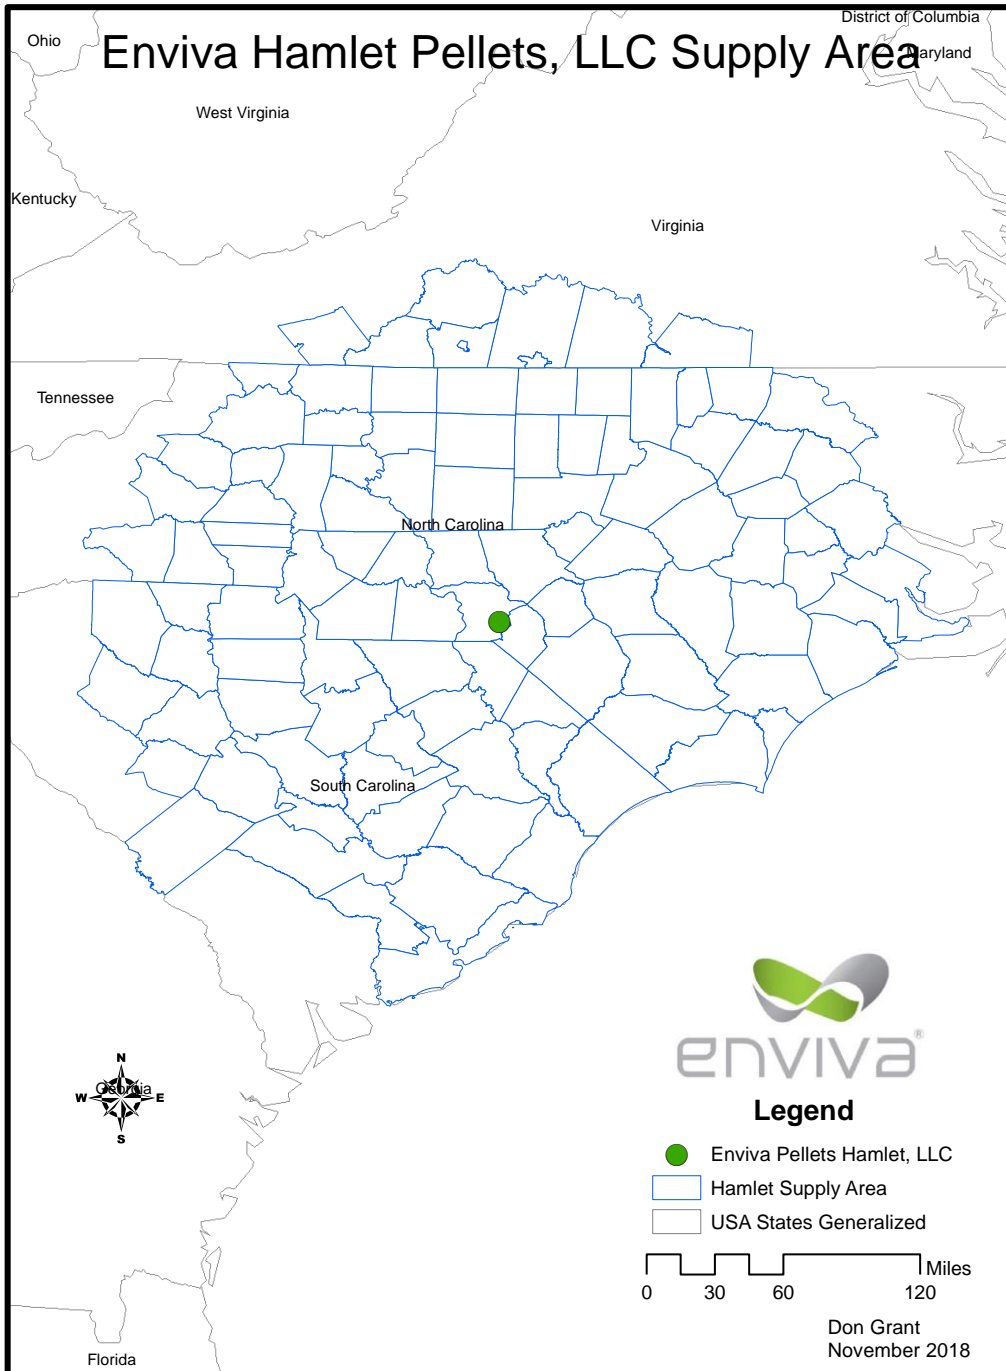 District of Columbia
Ohio
Enviva Hamlet Pellets, LLC Supply Area
Maryland
West Virginia
Kentucky
Virginia
Tennessee
North Carolina
South Carolina
enviva®
N
Georgia
W E
S
Legend
Enviva Pellets Hamlet, LLC
Hamlet Supply Area
USA States Generalized
Miles
0 30 60 120
Don Grant
November 2018
Florida